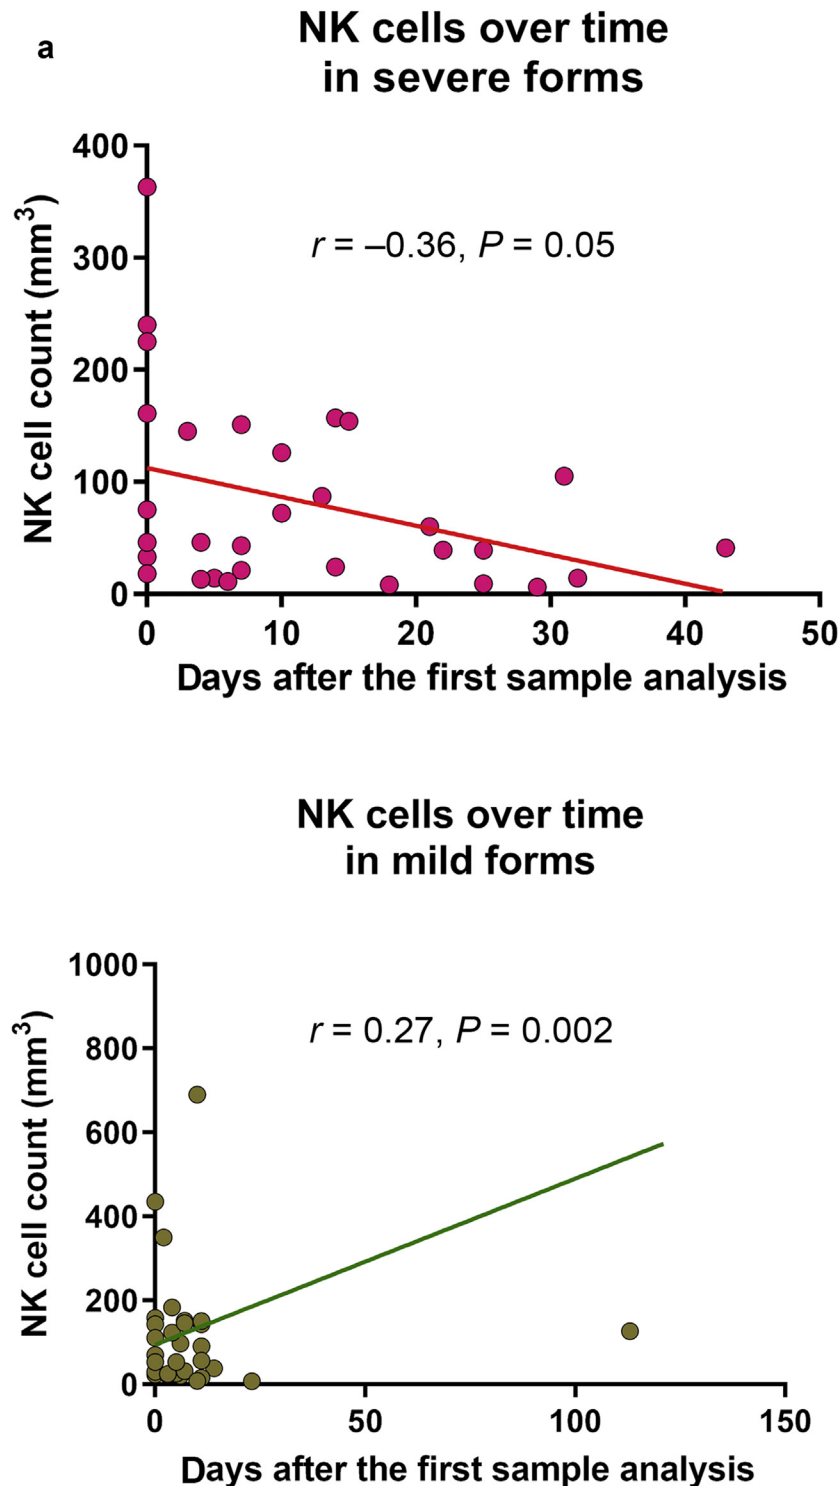 a
NK cells over time
in severe forms
400
300
200
100
0
NK cell count (mm³)
r = –0.36, P = 0.05
0 10 20 30 40 50
Days after the first sample analysis
NK cells over time
in mild forms
1000
800
600
400
200
0
NK cell count (mm³)
r = 0.27, P = 0.002
0 50 100 150
Days after the first sample analysis